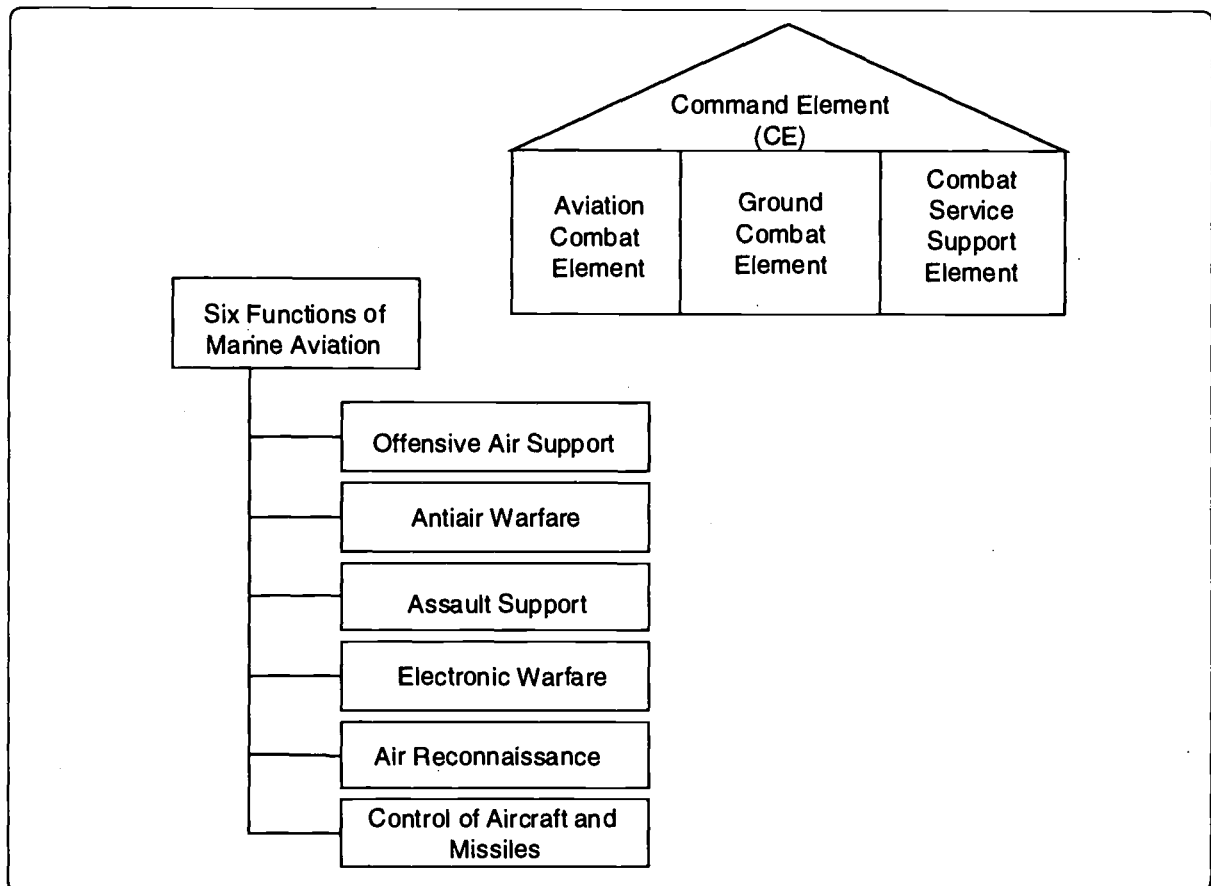 Command Element
(CE)
Aviation
Combat
Element
Ground
Combat
Element
Combat
Service
Support
Element
Six Functions of
Marine Aviation
Offensive Air Support
Antiair Warfare
Assault Support
Electronic Warfare
Air Reconnaissance
Control of Aircraft and
Missiles